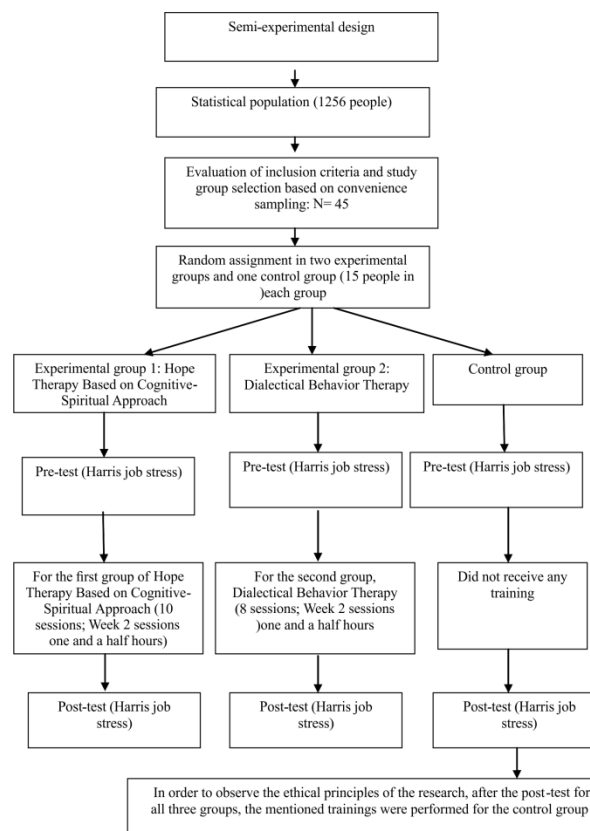 Semi-experimental design
Statistical population (1256 people)
Evaluation of inclusion criteria and study
group selection based on convenience
sampling: N= 45
Random assignment in two experimental
groups and one control group (15 people in
)each group
Experimental group 1: Hope
Therapy Based on Cognitive-
Spiritual Approach
Experimental group 2:
Dialectical Behavior Therapy
Control group
Pre-test (Harris job stress)
Pre-test (Harris job stress)
Pre-test (Harris job stress)
For the first group of Hope
Therapy Based on Cognitive-
Spiritual Approach (10
sessions; Week 2 sessions
one and a half hours)
For the second group,
Dialectical Behavior Therapy
(8 sessions; Week 2 sessions
)one and a half hours
Did not receive any
training
Post-test (Harris job
stress)
Post-test (Harris job
stress)
Post-test (Harris job
stress)
In order to observe the ethical principles of the research, after the post-test for
all three groups, the mentioned trainings were performed for the control group